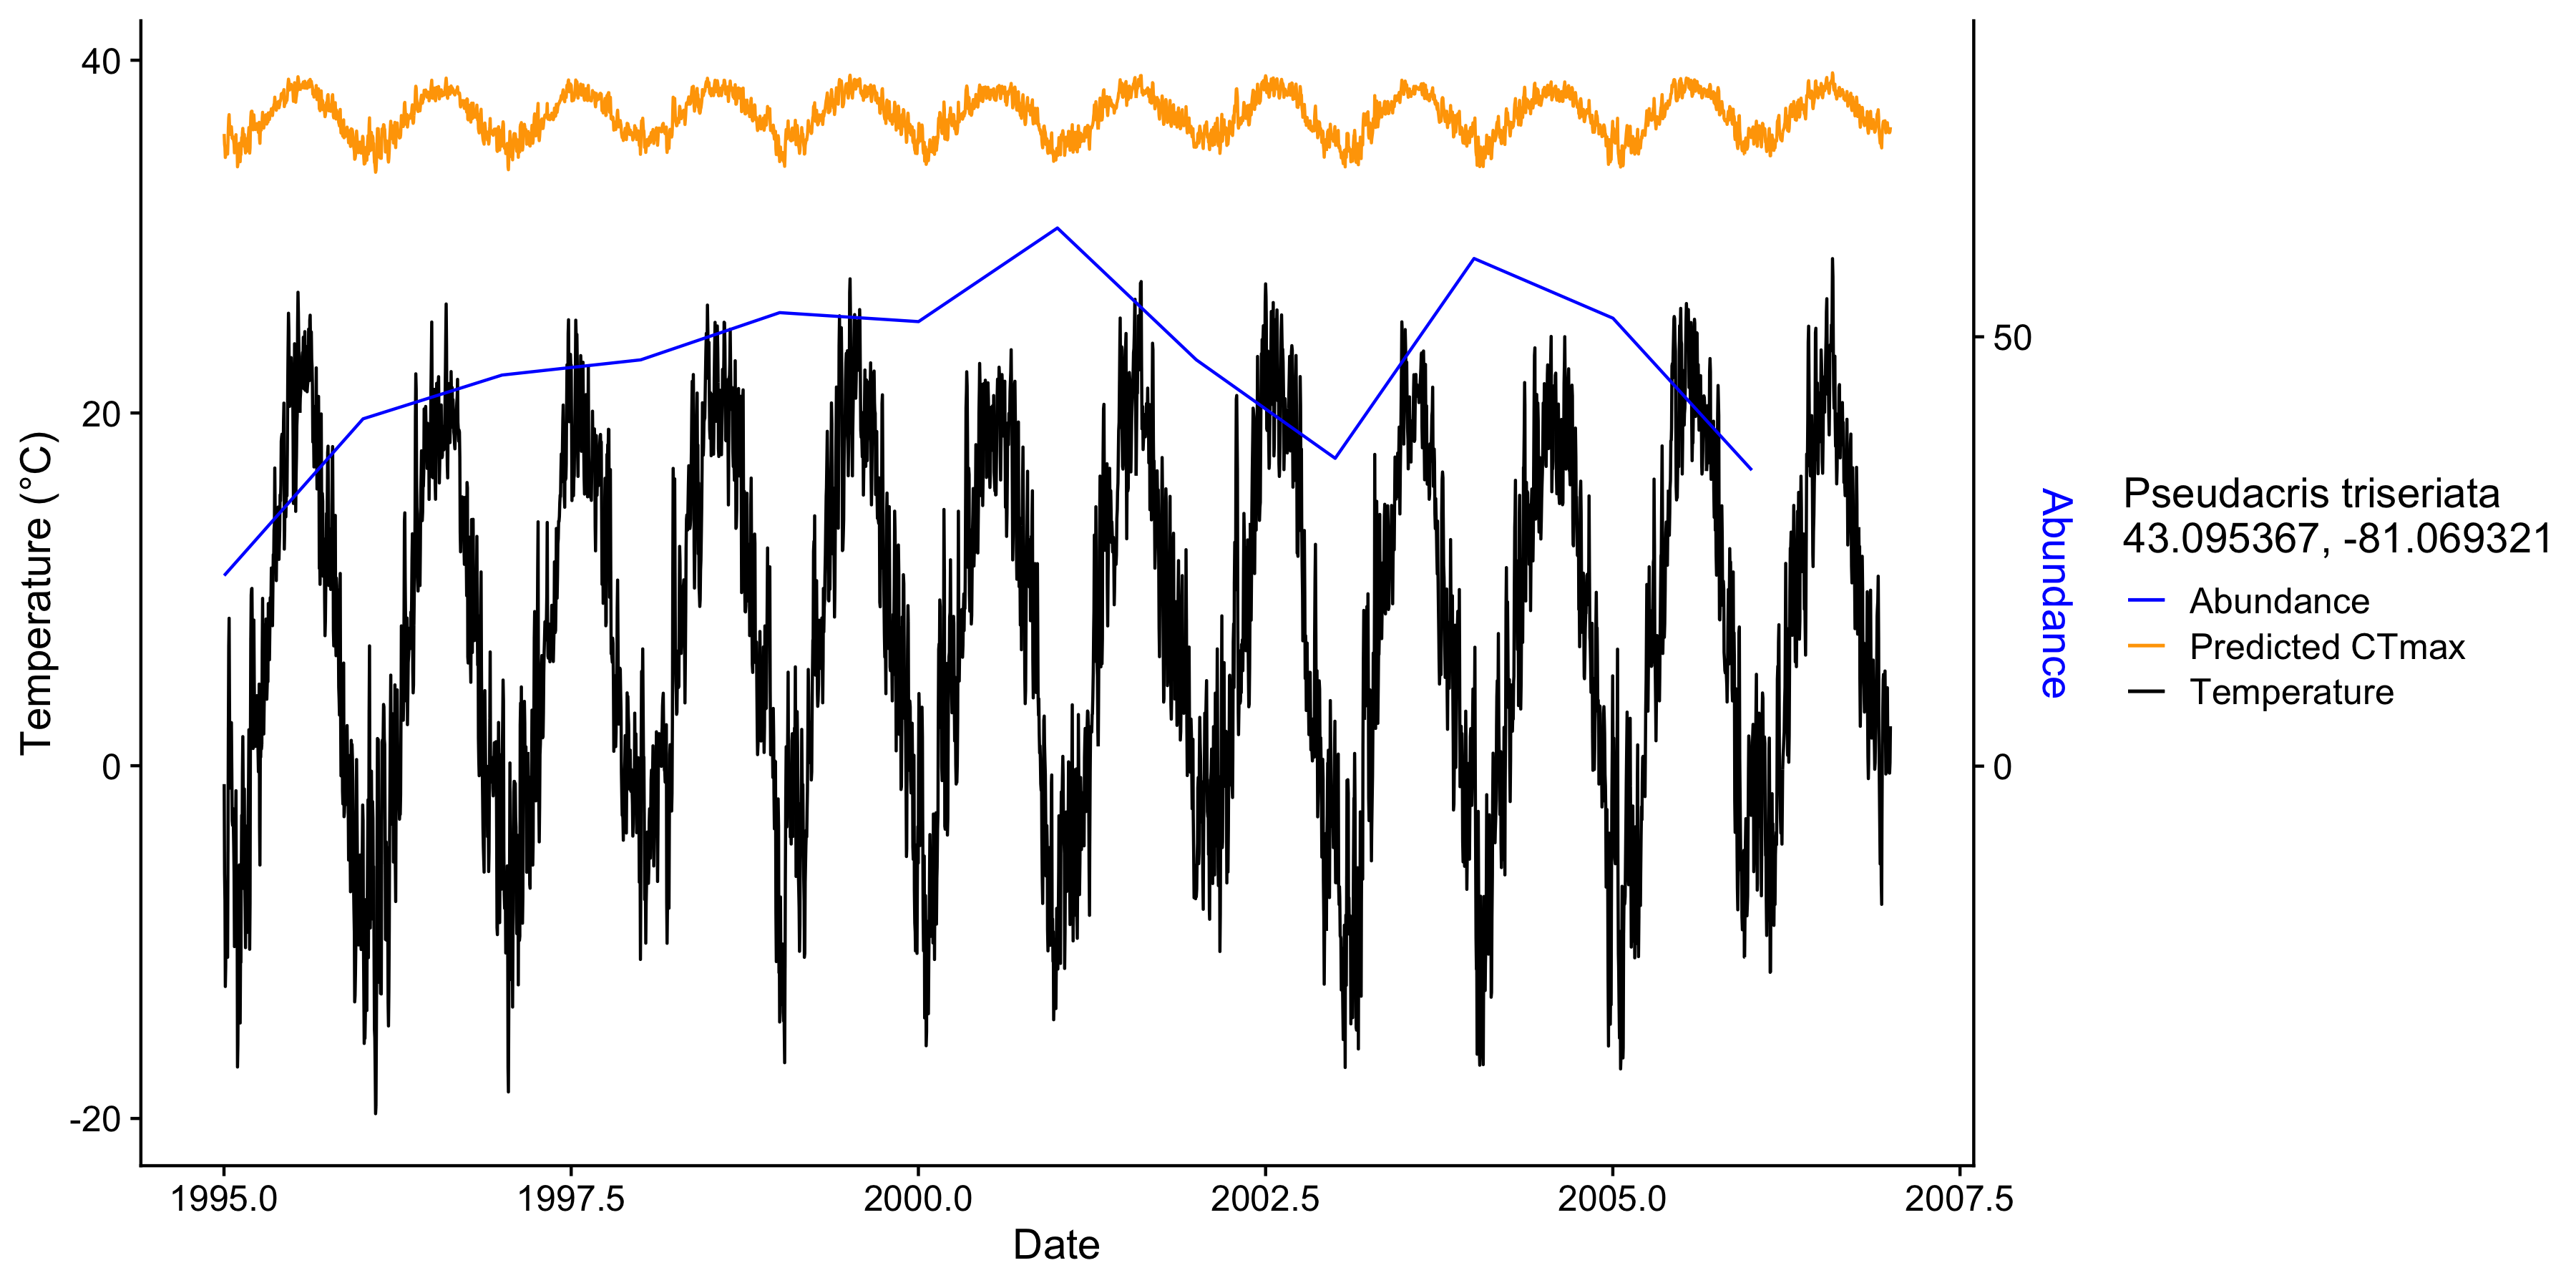 40
20
0
-20
Temperature (°C)
1995.0
1997.5
2000.0
2002.5
2005.0
2007.5
Date
50
0
Abundance
Pseudacris triseriata
43.095367, -81.069321
Abundance
Predicted CTmax
Temperature